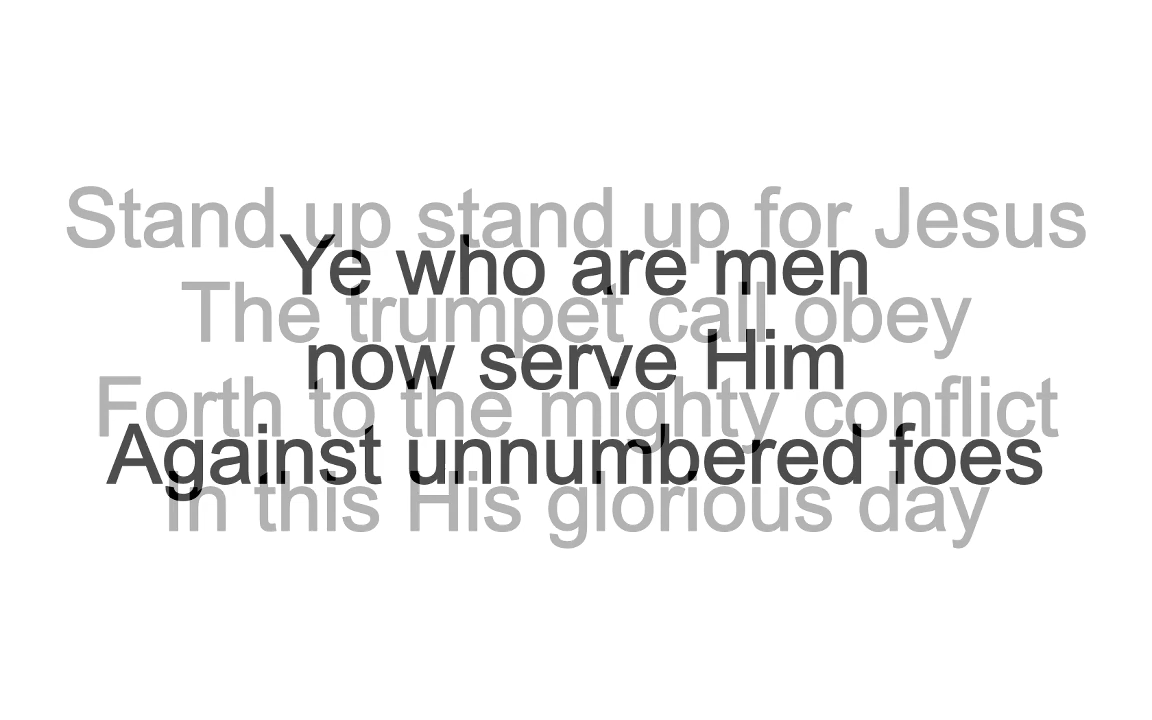 Stand up stand up for Jesus
The trumpet call obey
Forth to the mighty conflict
In this His glorious day
Ye who are men
now serve Him
Against unnumbered foes